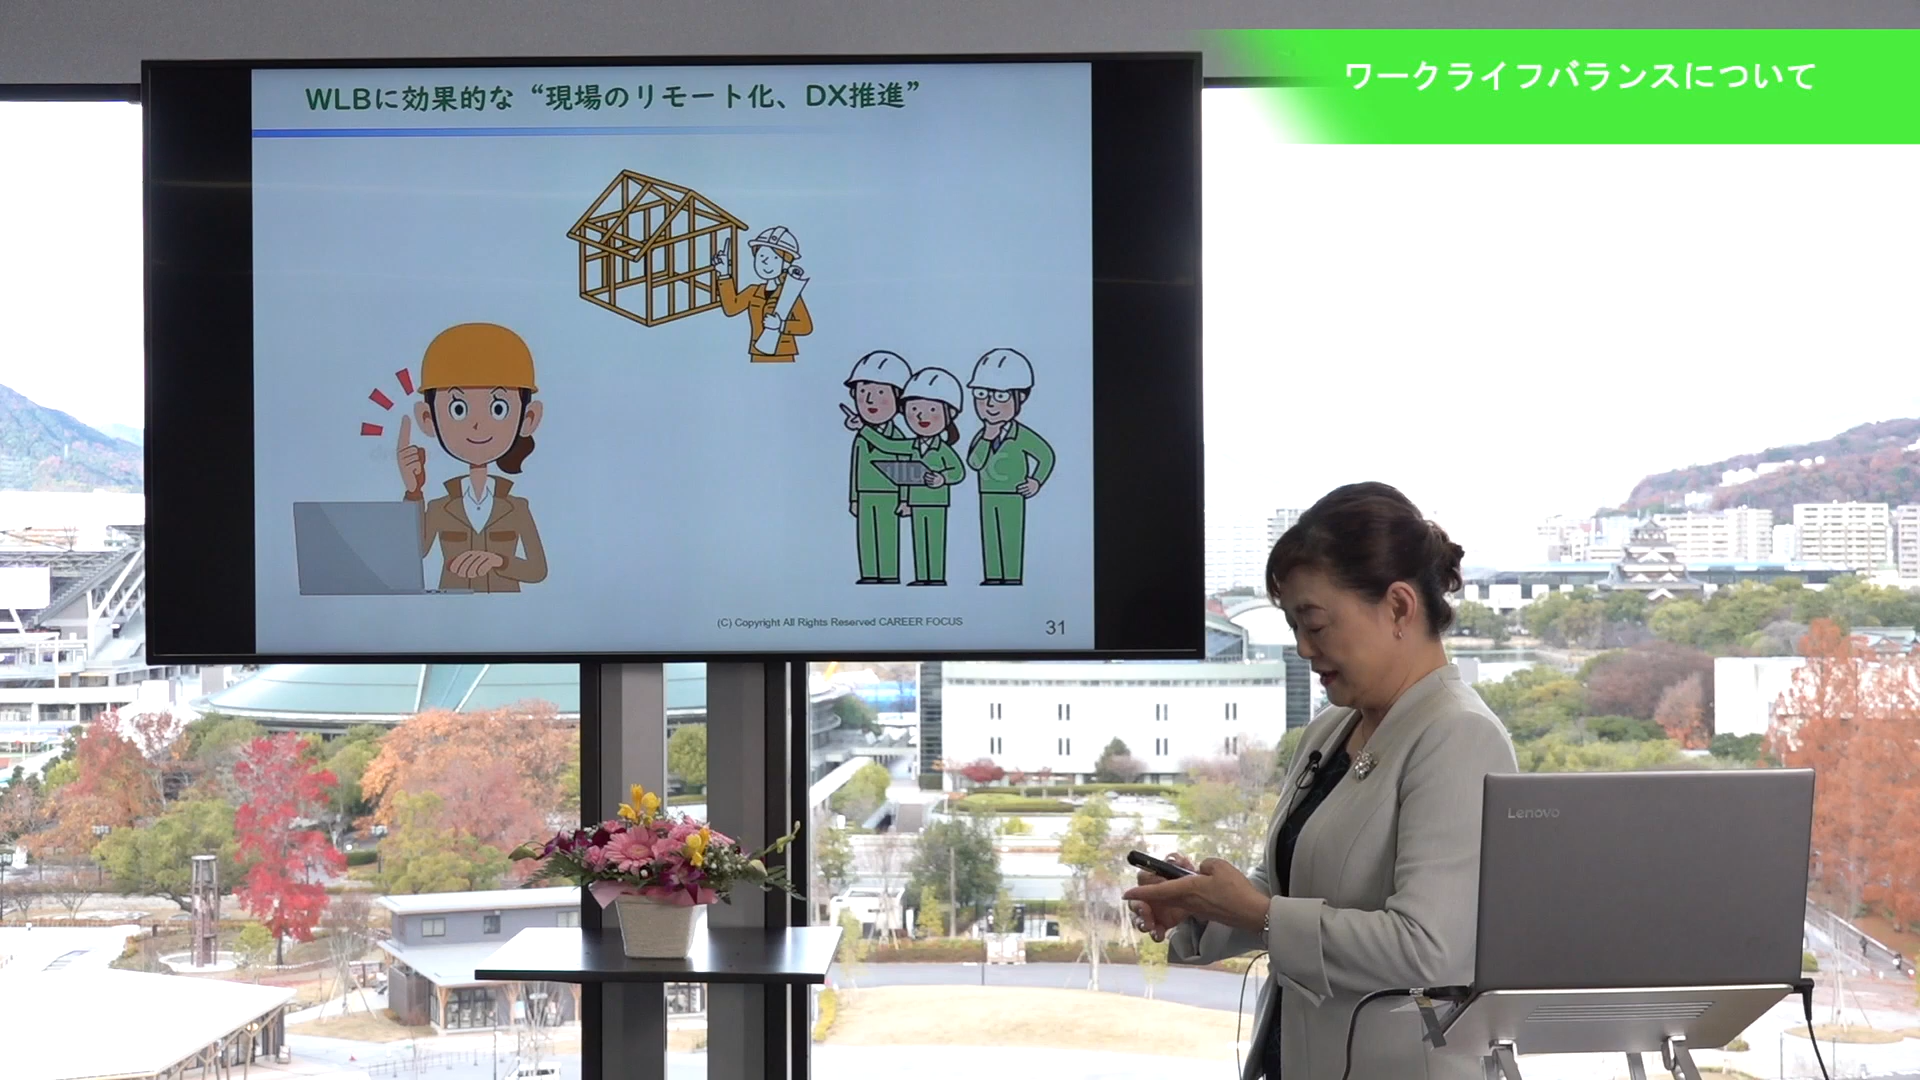 ワークライフバランスについて
WLBに効果的な“現場のリモート化、DX推進”
(C) Copyright All Rights Reserved CAREER FOCUS
31
Lenovo